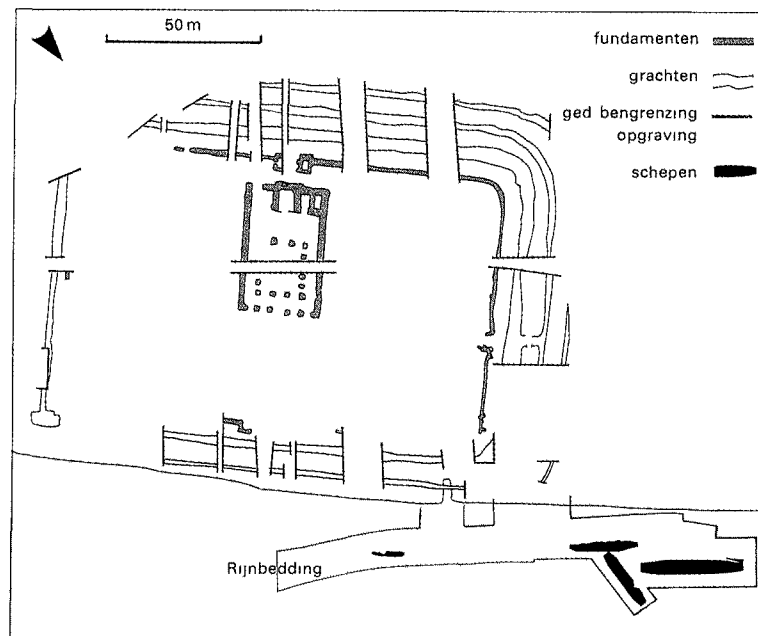 50 m
fundamenten
grachten
ged bengrenzing
opgraving
schepen
Rijnbedding